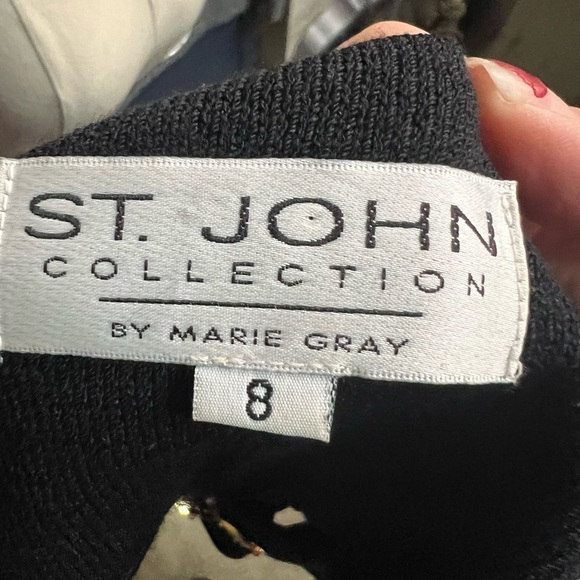 ST. JOHN
COLLECTION
BY MARIE GRAY
8